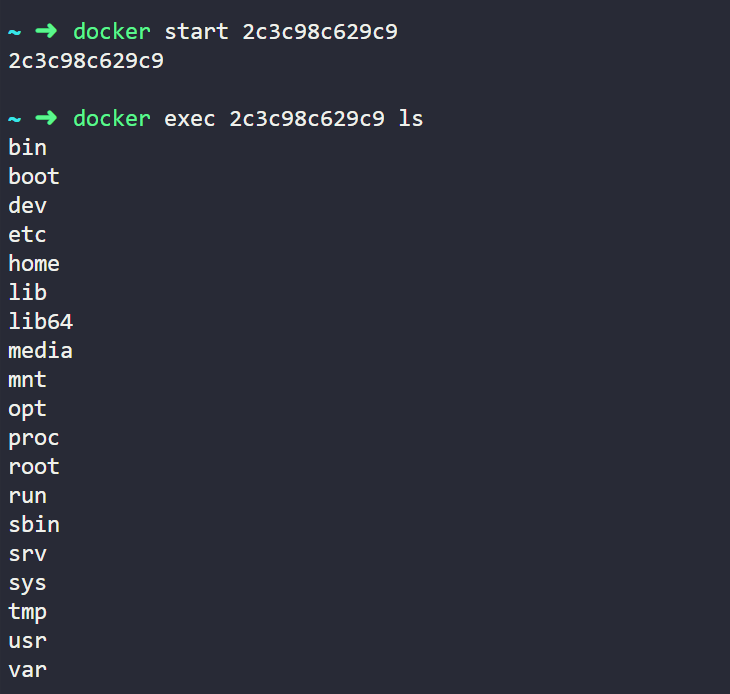 ~ ➜ docker start 2c3c98c629c9
2c3c98c629c9
~ ➜ docker exec 2c3c98c629c9 ls
bin
boot
dev
etc
home
lib
lib64
media
mnt
opt
proc
root
run
sbin
srv
sys
tmp
usr
var